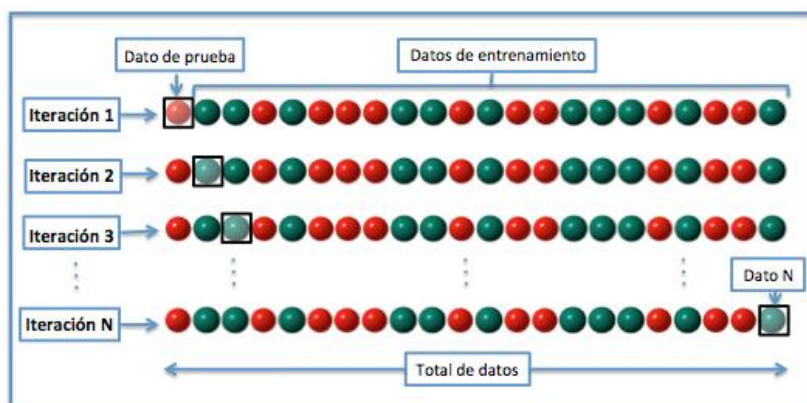 Dato de prueba
Datos de entrenamiento
Iteración 1
Iteración 2
Iteración 3
Dato N
Iteración N
Total de datos